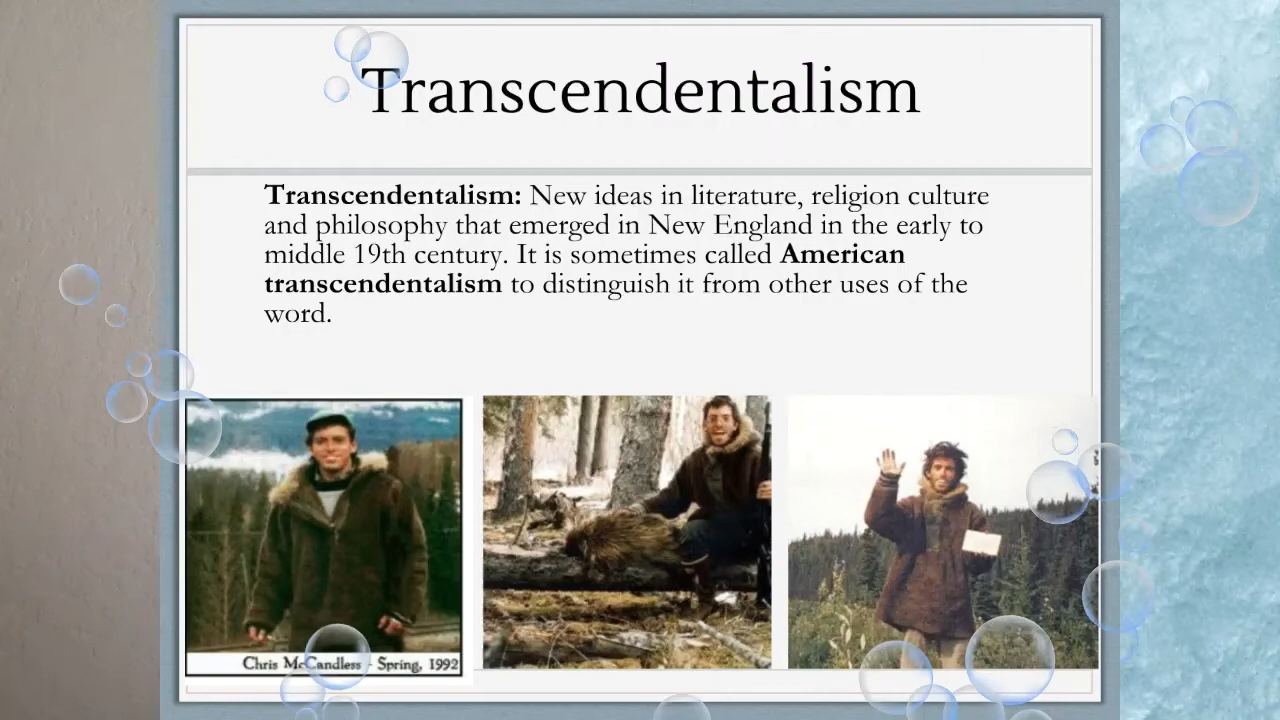 Transcendentalism
Transcendentalism: New ideas in literature, religion culture
and philosophy that emerged in New England in the early to
middle 19th century. It is sometimes called American
transcendentalism to distinguish it from other uses of the
word.
Chris McCandless - Spring, 1992